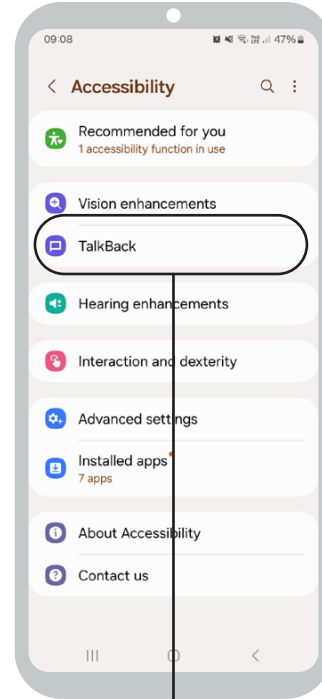 09:08
47%
Accessibility
Recommended for you
1 accessibility function in use
Vision enhancements
TalkBack
Hearing enhancements
Interaction and dexterity
Advanced settings
Installed apps
7 apps
About Accessibility
Contact us